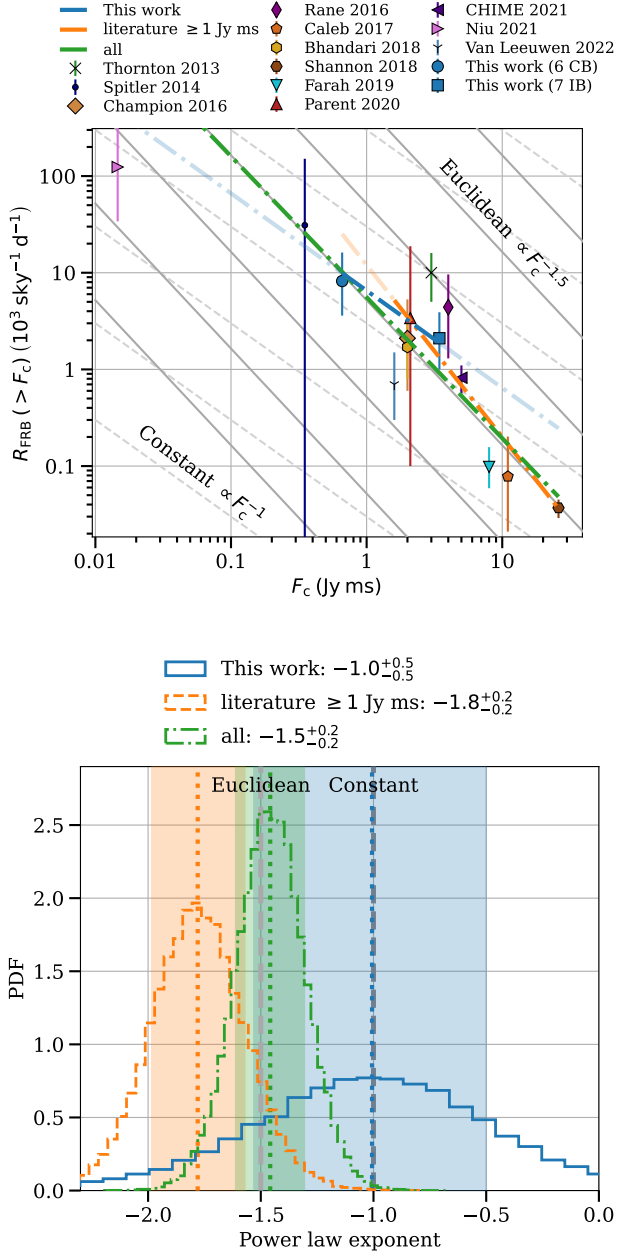 This work
literature ≥ 1 Jy ms
all
Thornton 2013
Spitler 2014
Champion 2016
Rane 2016
Caleb 2017
Bhandari 2018
Shannon 2018
Farah 2019
Parent 2020
CHIME 2021
Niu 2021
Van Leeuwen 2022
This work (6 CB)
This work (7 IB)
100
10
1
0.1
R_FRB (> F_c) (10³ sky⁻¹ d⁻¹)
Euclidean ∝F_c^−1.5
Constant ∝F_c^−1
0.01
0.1
1
10
F_c (Jy ms)
This work: −1.0 +0.5 −0.5
literature ≥ 1 Jy ms: −1.8 +0.2 −0.2
all: −1.5 +0.2 −0.2
Euclidean
Constant
2.5
2.0
1.5
1.0
0.5
0.0
PDF
−2.0
−1.5
−1.0
−0.5
0.0
Power law exponent